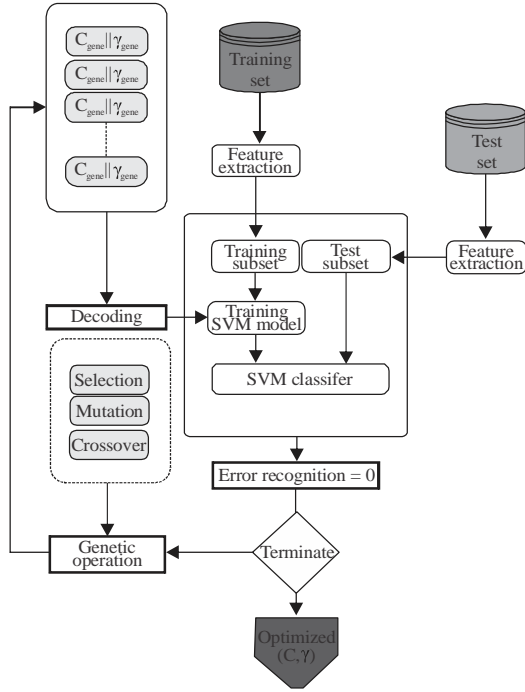 C_gene||γ_gene
C_gene||γ_gene
C_gene||γ_gene
C_gene||γ_gene
Training
set
Test
set
Feature
extraction
Feature
extraction
Training
subset
Test
subset
Decoding
Training
SVM model
SVM classifer
Selection
Mutation
Crossover
Error recognition = 0
Genetic
operation
Terminate
Optimized
(C,γ)